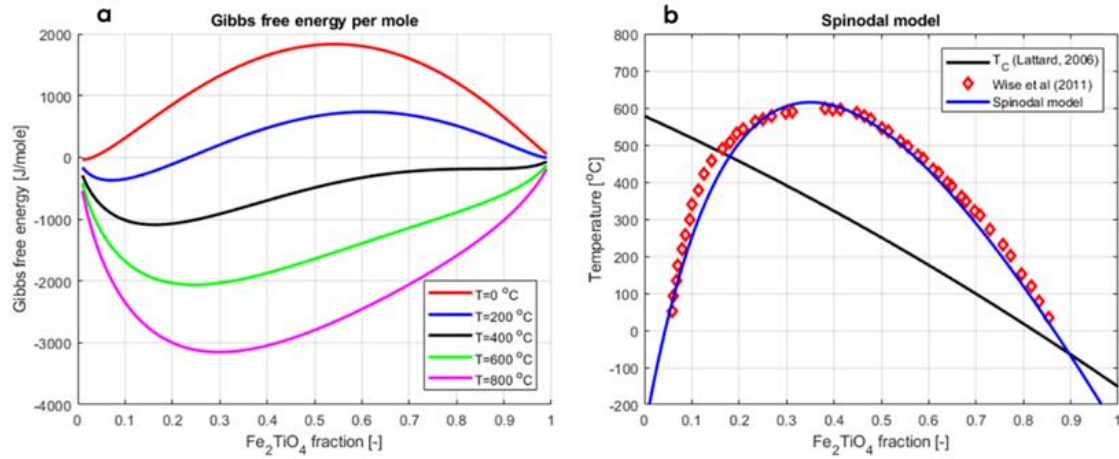 a
Gibbs free energy per mole
2000
1000
0
-1000
-2000
-3000
-4000
Gibbs free energy [J/mole]
T=0 °C
T=200 °C
T=400 °C
T=600 °C
T=800 °C
0 0.1 0.2 0.3 0.4 0.5 0.6 0.7 0.8 0.9 1
Fe₂TiO₄ fraction [-]
b
Spinodal model
800
700
600
500
400
300
200
100
0
-100
-200
Temperature [°C]
T_C (Lattard, 2006)
Wise et al (2011)
Spinodal model
0 0.1 0.2 0.3 0.4 0.5 0.6 0.7 0.8 0.9 1
Fe₂TiO₄ fraction [-]